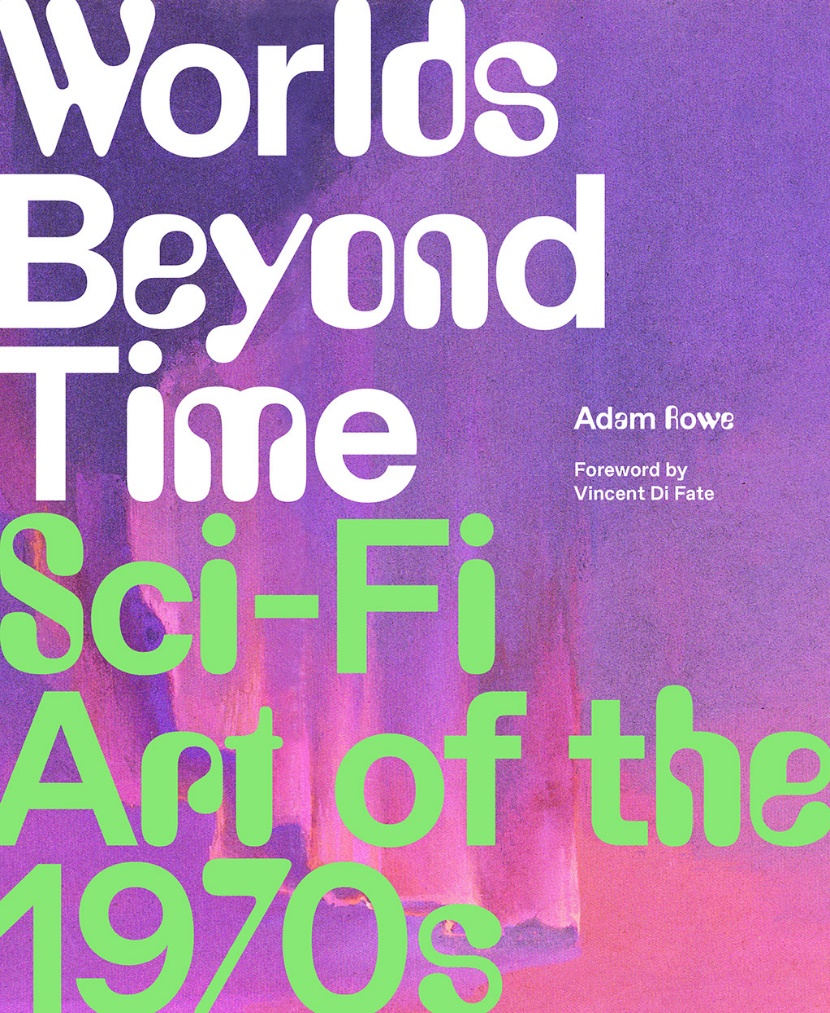 Worlds
Beyond
Time
Adam Rowe
Foreword by
Vincent Di Fate
Sci-Fi
Art of the
1970s